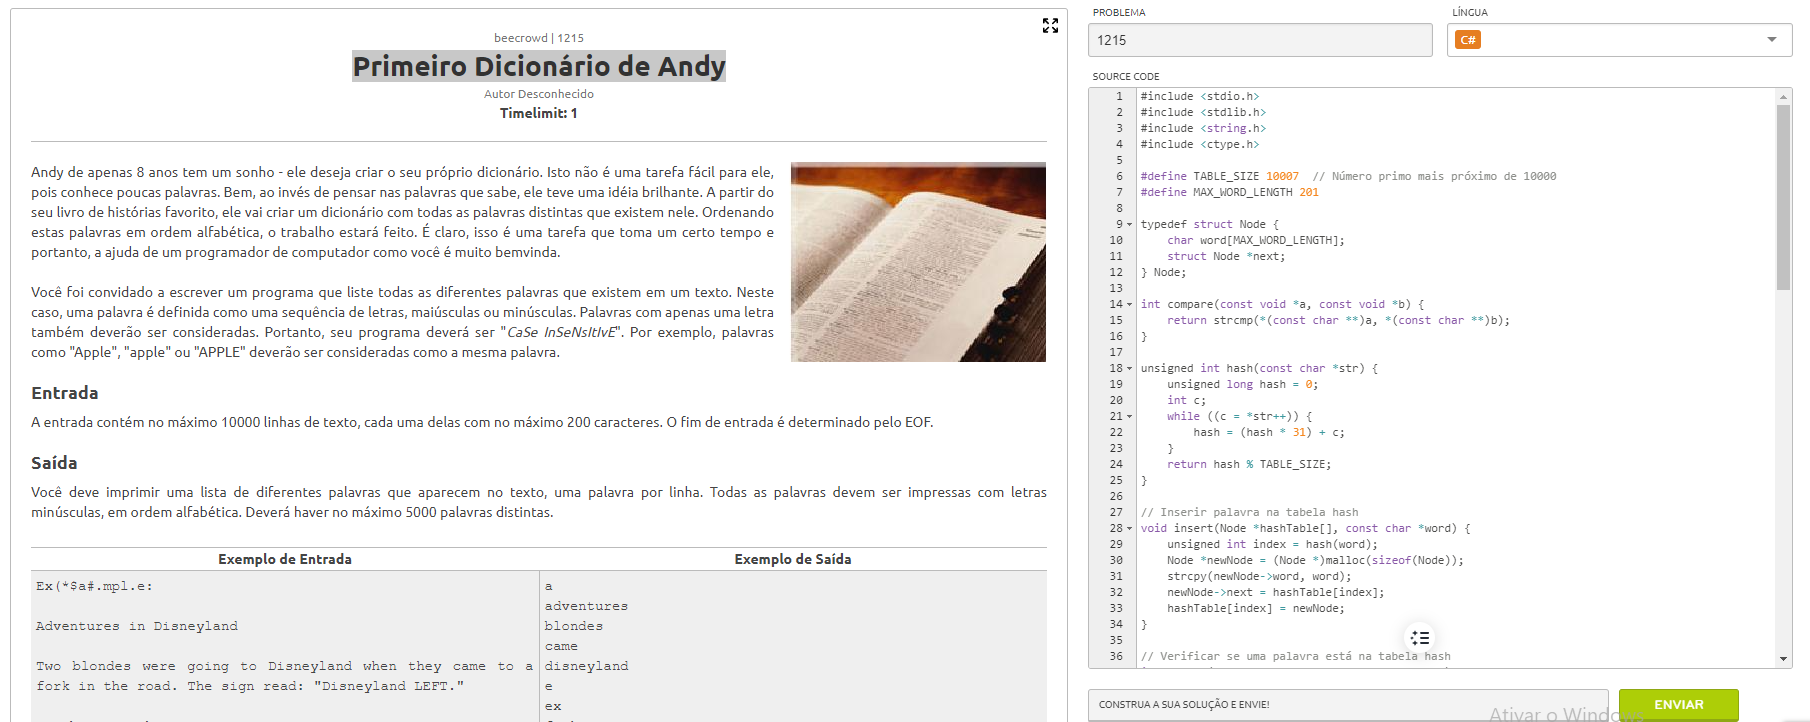 beecrowd | 1215
Primeiro Dicionário de Andy
Autor Desconhecido
Timelimit: 1
Andy de apenas 8 anos tem um sonho - ele deseja criar o seu próprio dicionário. Isto não é uma tarefa fácil para ele,
pois conhece poucas palavras. Bem, ao invés de pensar nas palavras que sabe, ele teve uma idéia brilhante. A partir do
seu livro de histórias favorito, ele vai criar um dicionário com todas as palavras distintas que existem nele. Ordenando
estas palavras em ordem alfabética, o trabalho estará feito. É claro, isso é uma tarefa que toma um certo tempo e
portanto, a ajuda de um programador de computador como você é muito bemvinda.
Você foi convidado a escrever um programa que liste todas as diferentes palavras que existem em um texto. Neste
caso, uma palavra é definida como uma sequência de letras, maiúsculas ou minúsculas. Palavras com apenas uma letra
também deverão ser consideradas. Portanto, seu programa deverá ser "CaSe InSeNsItIvE". Por exemplo, palavras
como "Apple", "apple" ou "APPLE" deverão ser consideradas como a mesma palavra.
Entrada
A entrada contém no máximo 10000 linhas de texto, cada uma delas com no máximo 200 caracteres. O fim de entrada é determinado pelo EOF.
Saída
Você deve imprimir uma lista de diferentes palavras que aparecem no texto, uma palavra por linha. Todas as palavras devem ser impressas com letras
minúsculas, em ordem alfabética. Deverá haver no máximo 5000 palavras distintas.
Exemplo de Entrada
Ex(*$a#.mpl.e:
Adventures in Disneyland
Two blondes were going to Disneyland when they came to a
fork in the road. The sign read: "Disneyland LEFT."
Exemplo de Saída
a
adventures
blondes
came
disneyland
e
ex
PROBLEMA
1215
LÍNGUA
C#
SOURCE CODE
1 #include <stdio.h>
2 #include <stdlib.h>
3 #include <string.h>
4 #include <ctype.h>
5
6 #define TABLE_SIZE 10007  // Número primo mais próximo de 10000
7 #define MAX_WORD_LENGTH 201
8
9 typedef struct Node {
10     char word[MAX_WORD_LENGTH];
11     struct Node *next;
12 } Node;
13
14 int compare(const void *a, const void *b) {
15     return strcmp(*(const char **)a, *(const char **)b);
16 }
17
18 unsigned int hash(const char *str) {
19     unsigned long hash = 0;
20     int c;
21     while ((c = *str++)) {
22         hash = (hash * 31) + c;
23     }
24     return hash % TABLE_SIZE;
25 }
26
27 // Inserir palavra na tabela hash
28 void insert(Node *hashTable[], const char *word) {
29     unsigned int index = hash(word);
30     Node *newNode = (Node *)malloc(sizeof(Node));
31     strcpy(newNode->word, word);
32     newNode->next = hashTable[index];
33     hashTable[index] = newNode;
34 }
35
36 // Verificar se uma palavra está na tabela hash
CONSTRUA A SUA SOLUÇÃO E ENVIE!
ENVIAR
Ativar o Windows